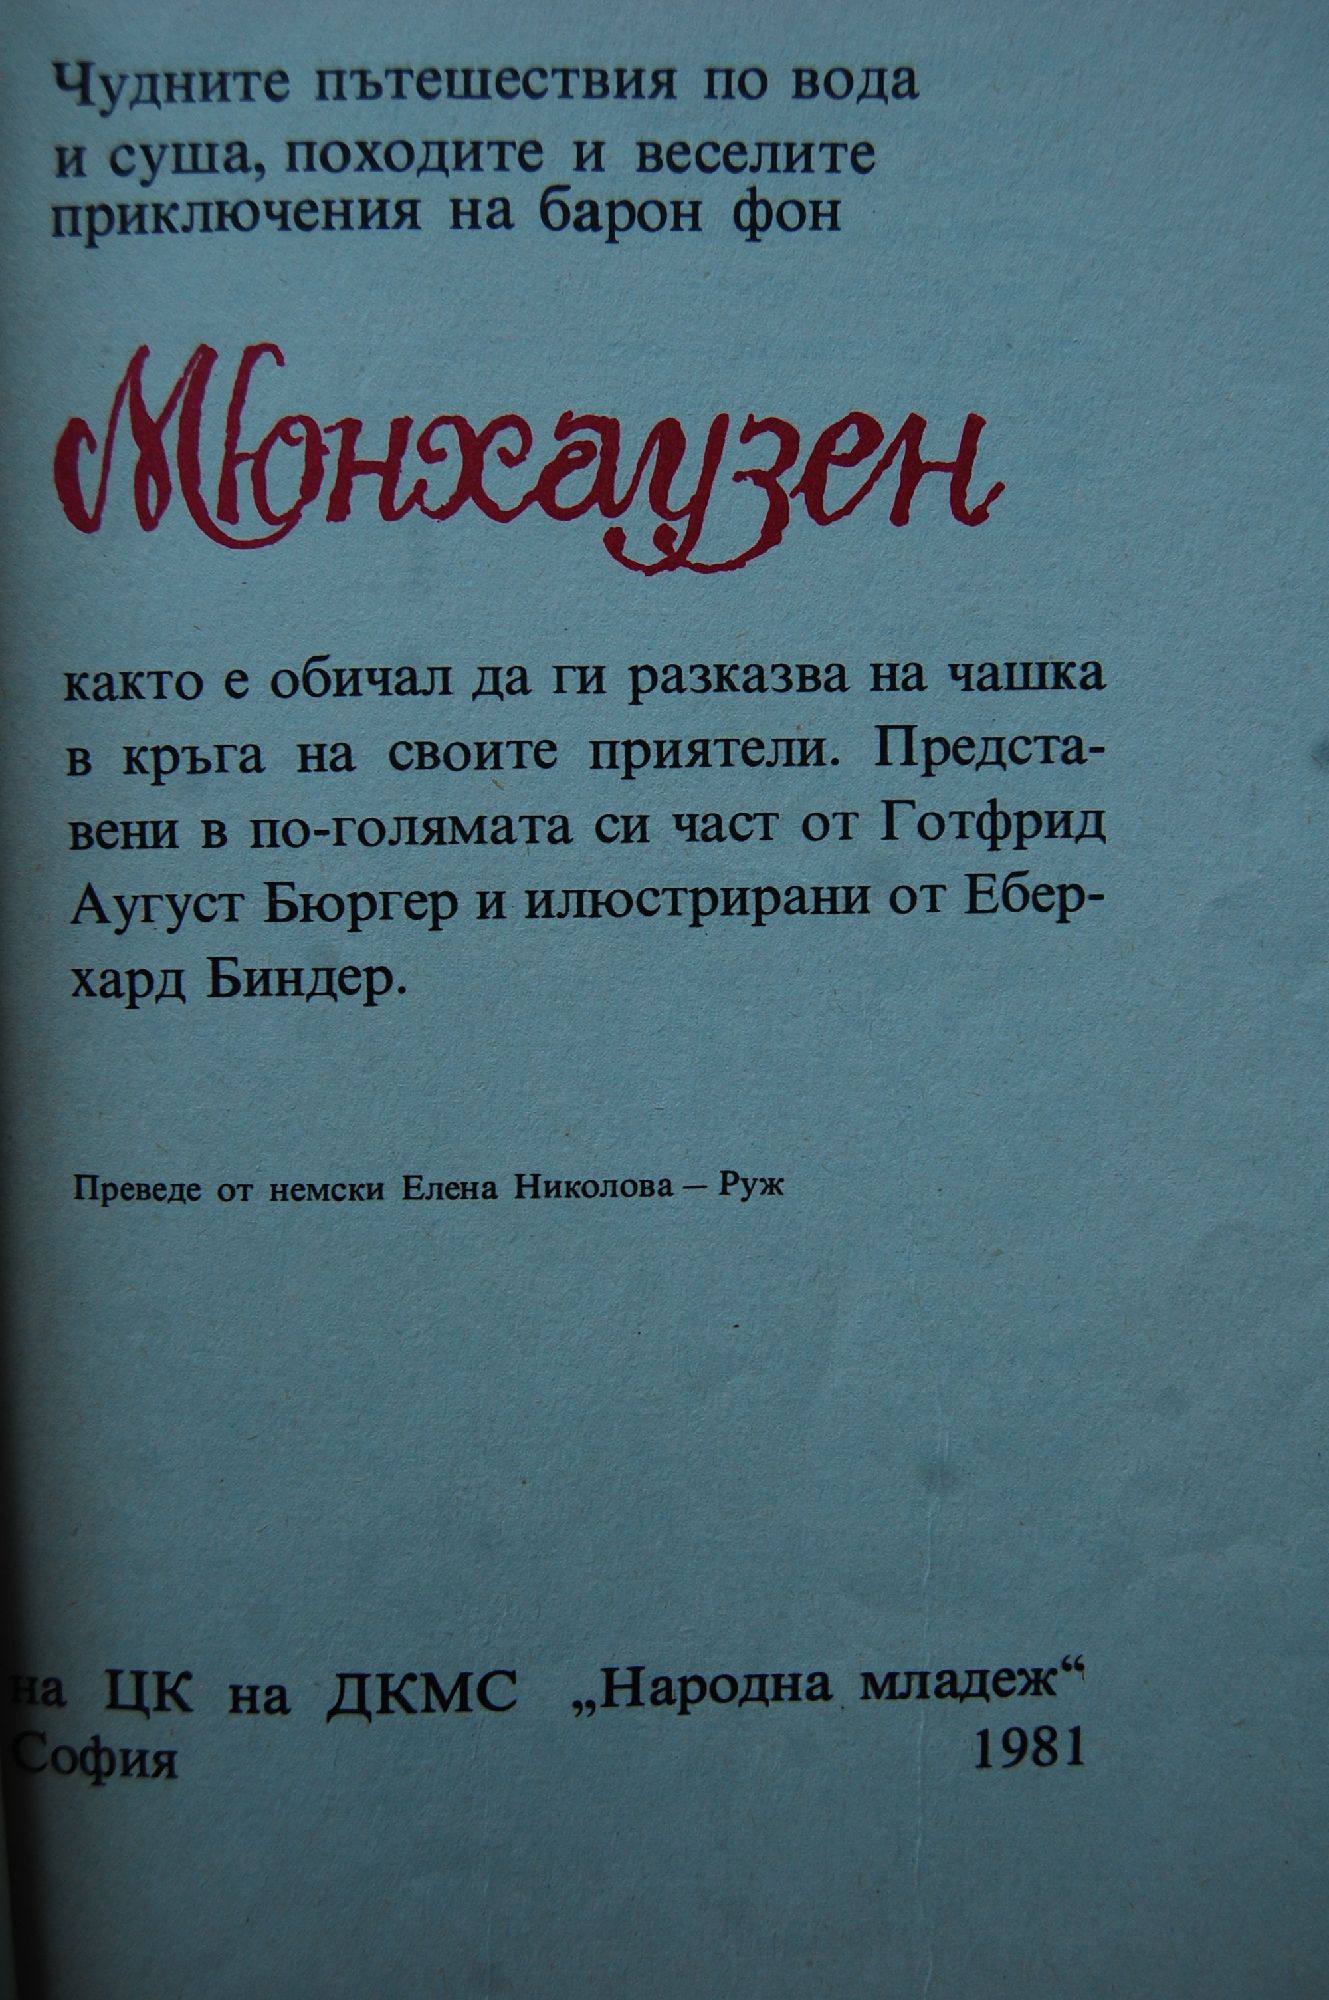 Чудните пътешествия по вода
и суша, походите и веселите
приключения на барон фон
Мюнхаузен
както е обичал да ги разказва на чашка
в кръга на своите приятели. Предста-
вени в по-голямата си част от Готфрид
Аугуст Бюргер и илюстрирани от Ебер-
хард Биндер.
Преведе от немски Елена Николова — Руж
на ЦК на ДКМС „Народна младеж“
София 1981